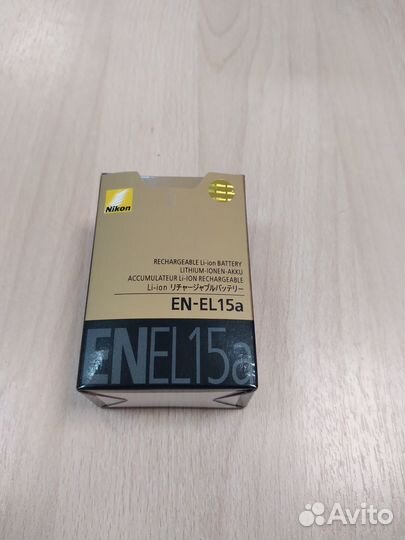 Nikon
RECHARGEABLE Li-ion BATTERY
LITHIUM-IONEN-AKKU
ACCUMULATEUR Li-ION RECHARGEABLE
Li-ion リチャージャブルバッテリー
EN-EL15a
ENEL15a
Avito